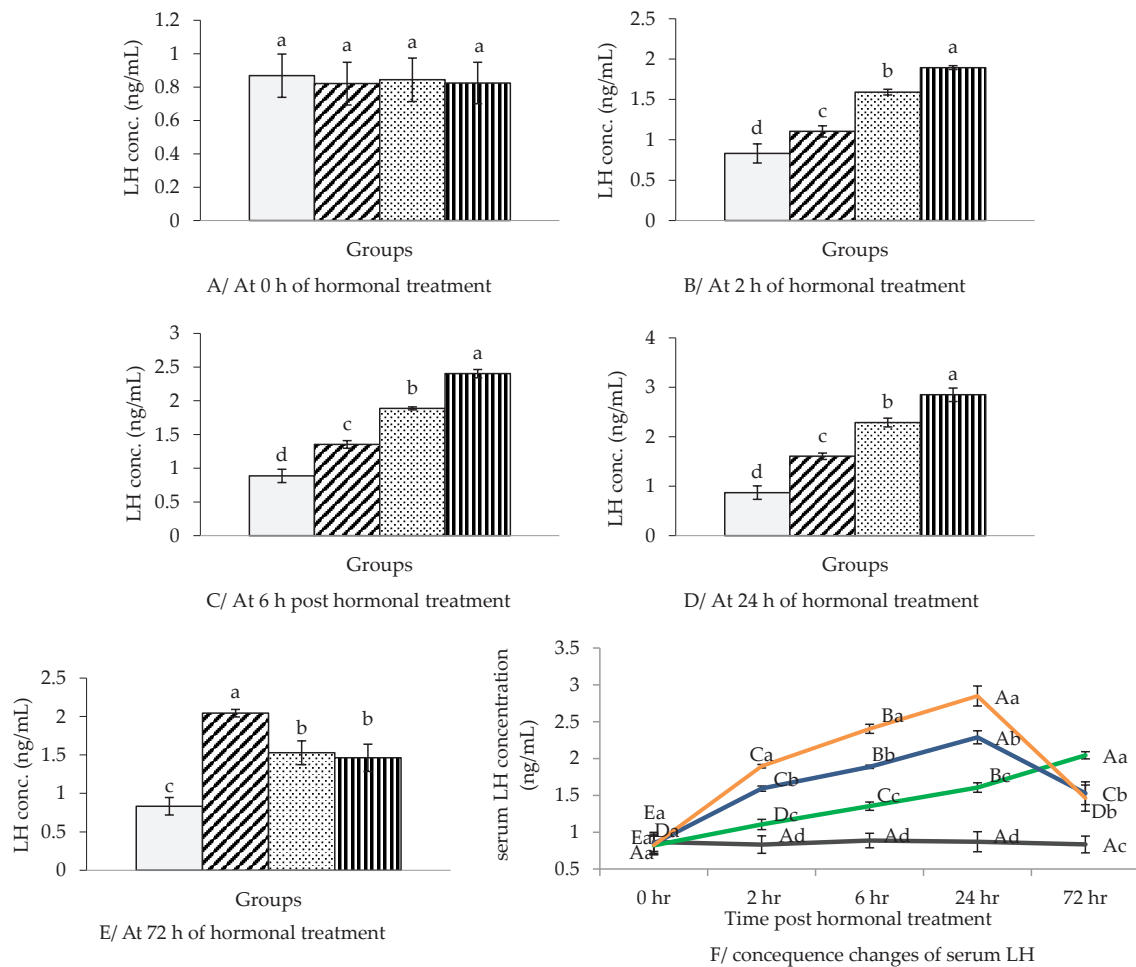 LH conc. (ng/mL)
1.2
1
0.8
0.6
0.4
0.2
0
a a a a
Groups
A/ At 0 h of hormonal treatment
LH conc. (ng/mL)
2.5
2
1.5
1
0.5
0
d c b a
Groups
B/ At 2 h of hormonal treatment
LH conc. (ng/mL)
3
2.5
2
1.5
1
0.5
0
d c b a
Groups
C/ At 6 h post hormonal treatment
LH conc. (ng/mL)
4
3
2
1
0
d c b a
Groups
D/ At 24 h of hormonal treatment
LH conc. (ng/mL)
2.5
2
1.5
1
0.5
0
c a b b
Groups
E/ At 72 h of hormonal treatment
serum LH concentration
(ng/mL)
3.5
3
2.5
2
1.5
1
0.5
Ea
Ea Da
Aa
Ca
Cb
Dc
Ad
Ba
Bb
Cc
Ad
Aa
Ab
Bc
Ad
Aa
Cb
Db
Ac
0 hr 2 hr 6 hr 24 hr 72 hr
Time post hormonal treatment
F/ concequence changes of serum LH